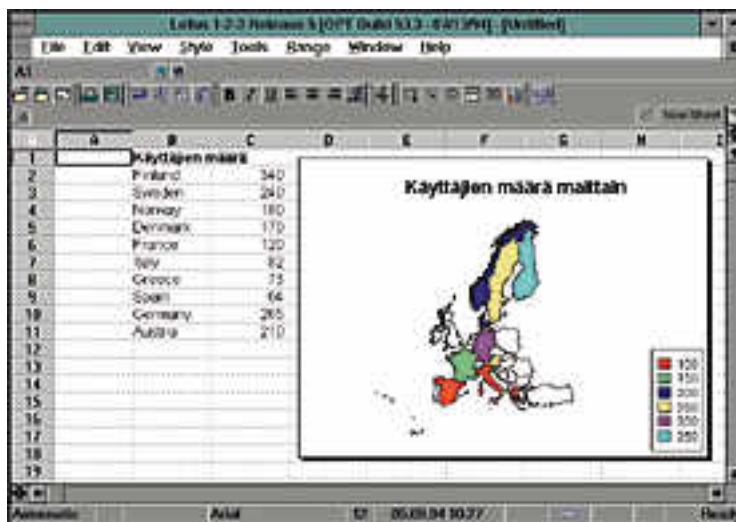 Lotus 1-2-3 Release 5 [Untitled]
File Edit View Style Tools Range Window Help
A1
B I U
New Sheet
A
A B C D E F G H I
1 Käyttäjien määrä
2 Finland 340
3 Sweden 240
4 Norway 180
5 Denmark 170
6 France 120
7 Italy 82
8 Greece 73
9 Spain 64
10 Germany 265
11 Austria 210
12
13
14
15
16
17
18
19
Käyttäjien määrä maittain
100
150
200
Automatic Arial 12 Ready